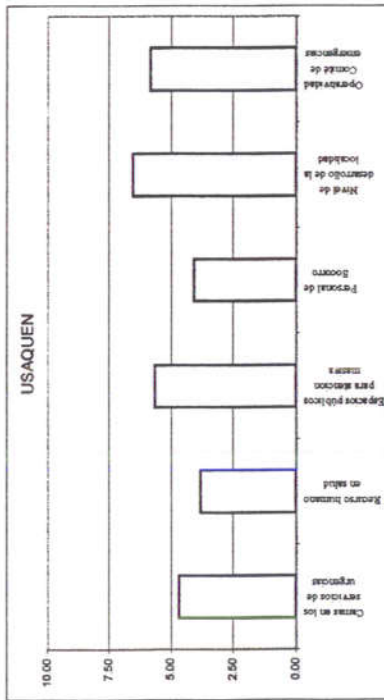 USAQUEN
10.00
7.50
5.00
2.50
0.00
Camas en los
servicios de
urgencias
Recurso humano
en salud
Espacios públicos
para atencion
masiva
Personal de
Socorro
Nivel de
desarrollo de la
localidad
Operatividad
Comité de
emergencias